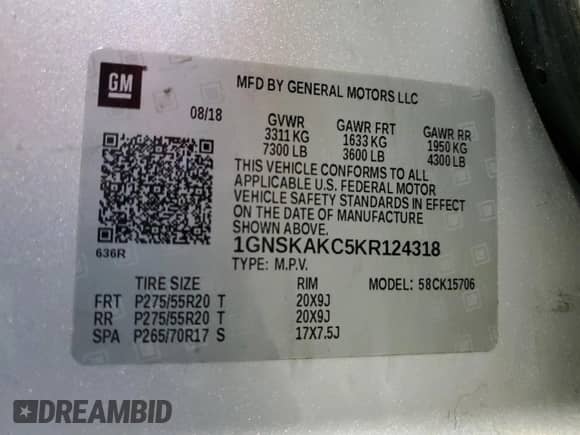 GM
MFD BY GENERAL MOTORS LLC
08/18
GVWR GAWR FRT GAWR RR
3311 KG 1633 KG 1950 KG
7300 LB 3600 LB 4300 LB
THIS VEHICLE CONFORMS TO ALL
APPLICABLE U.S. FEDERAL MOTOR
VEHICLE SAFETY STANDARDS IN EFFECT
ON THE DATE OF MANUFACTURE
SHOWN ABOVE.
636R
1GNSKAKC5KR124318
TYPE: M.P.V. MODEL: 58CK15706
TIRE SIZE RIM
FRT P275/55R20 T 20X9J
RR P275/55R20 T 20X9J
SPA P265/70R17 S 17X7.5J
DREAMBID